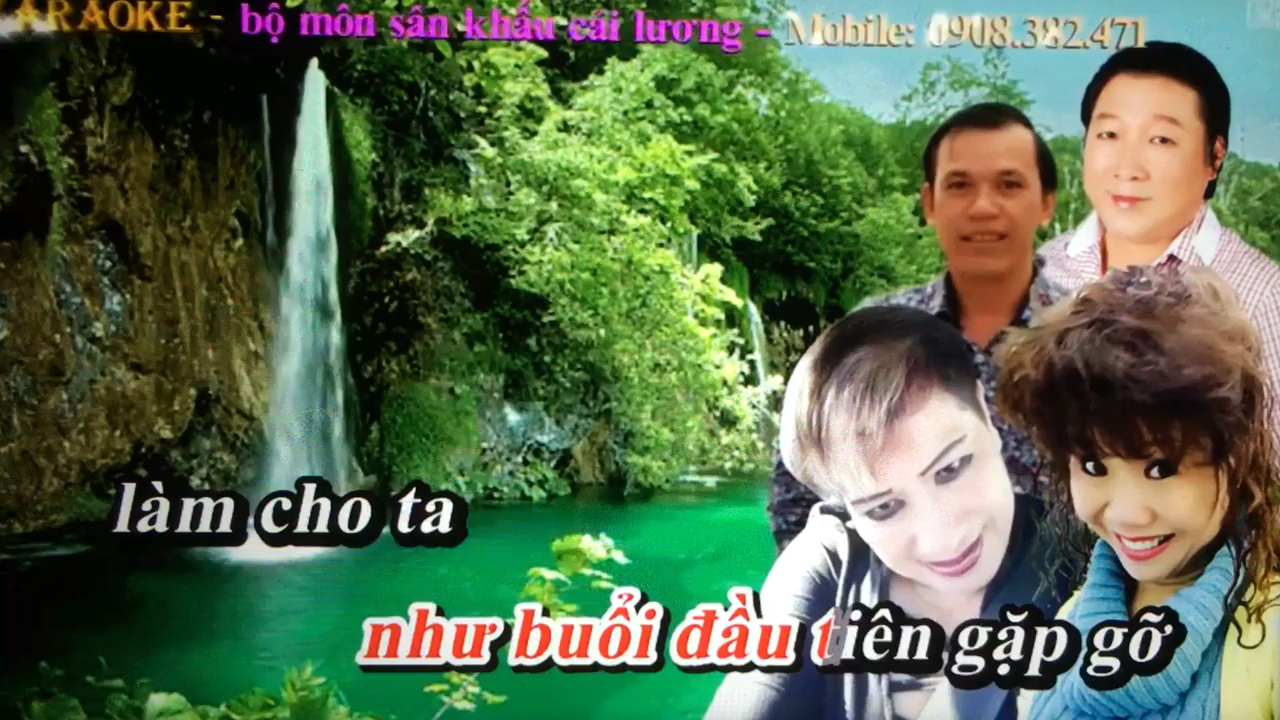 ARAOKE - bộ môn sân khấu cải lương - Mobile: 0908.382.471
làm cho ta
như buổi đầu tiên gặp gỡ